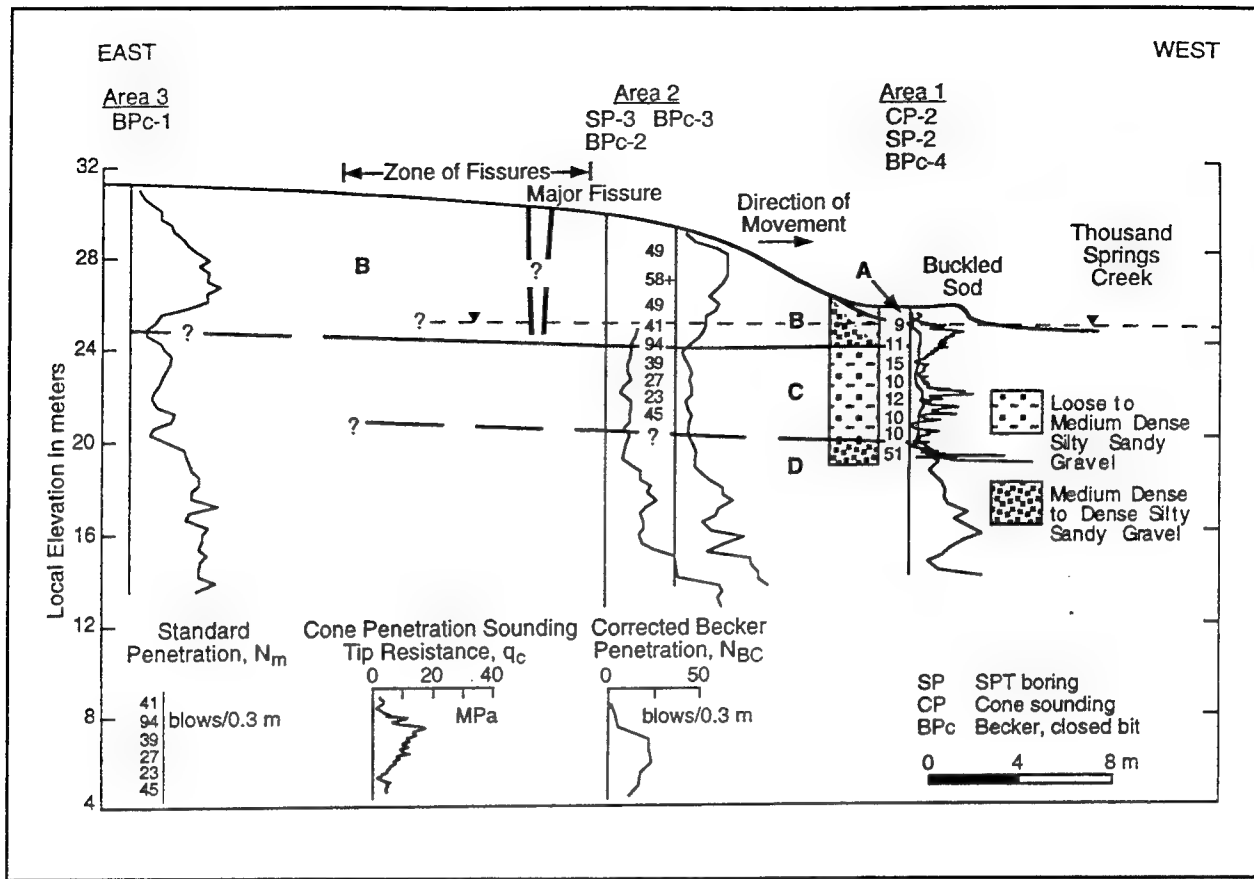 EAST
WEST
Area 3
BPc-1
Area 2
SP-3 BPc-3
BPc-2
Area 1
CP-2
SP-2
BPc-4
Zone of Fissures
Major Fissure
Direction of
Movement
Thousand
Springs
Creek
Buckled
Sod
Local Elevation in meters
32
28
24
20
16
12
8
4
A
B
B
C
D
?
?
?
?
?
49
58+
49
41
94
39
27
23
45
9
11
15
10
12
10
10
51
Loose to
Medium Dense
Silty Sandy
Gravel
Medium Dense
to Dense Silty
Sandy Gravel
Standard
Penetration, Nm
41
94
39
27
23
45
blows/0.3 m
Cone Penetration Sounding
Tip Resistance, qc
0 20 40
MPa
Corrected Becker
Penetration, NBC
0 50
blows/0.3 m
SP SPT boring
CP Cone sounding
BPc Becker, closed bit
0 4 8 m